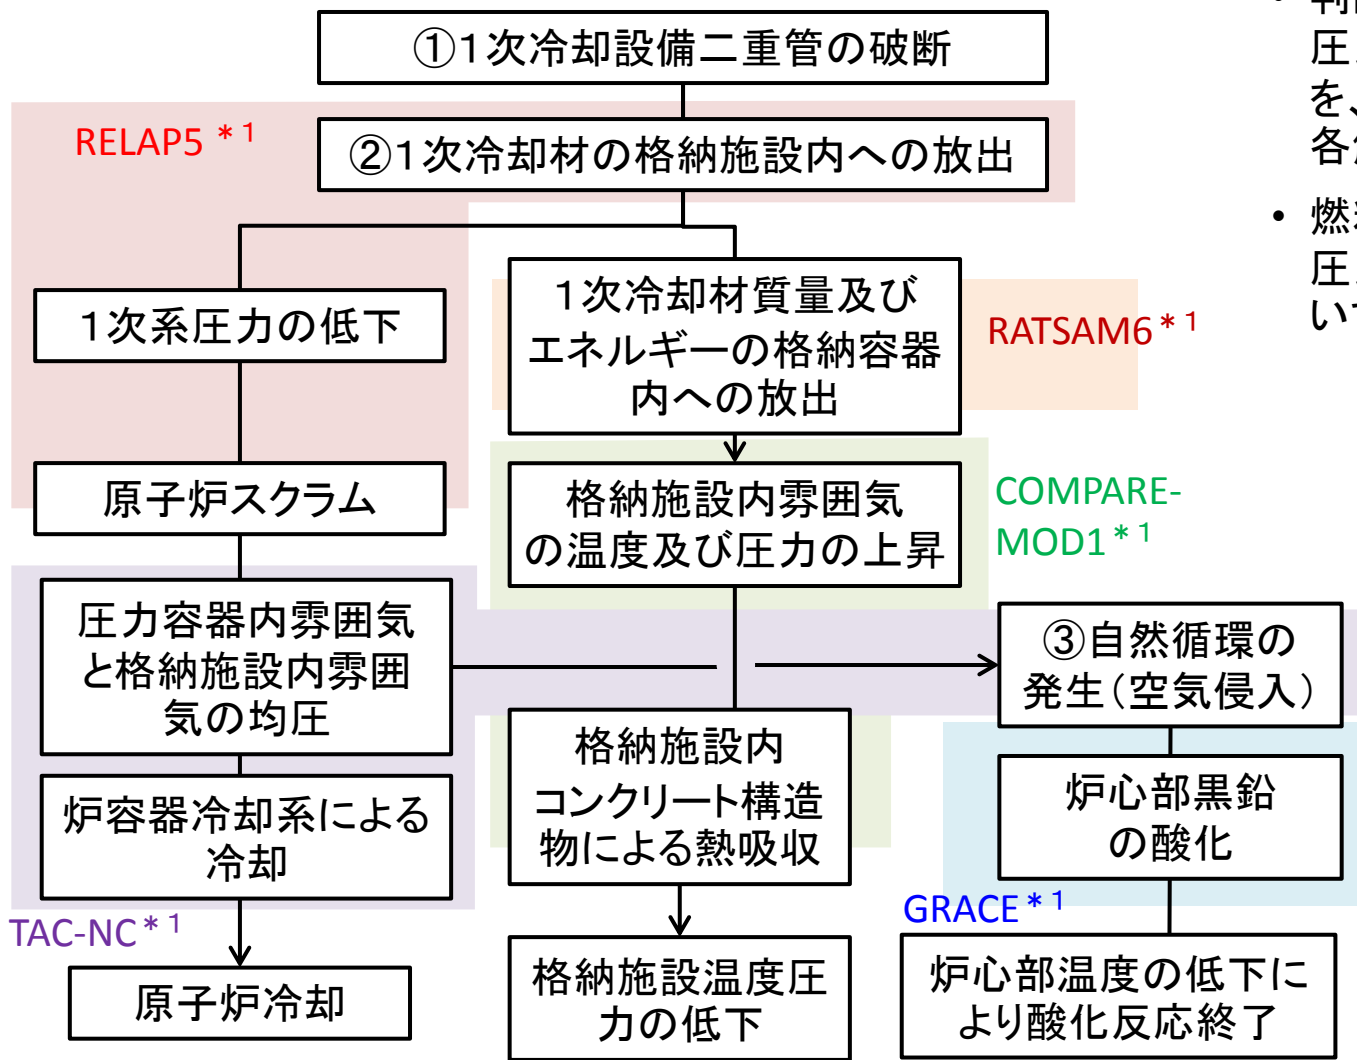 ①1次冷却設備二重管の破断
RELAP5 *1
②1次冷却材の格納施設内への放出
1次系圧力の低下
1次冷却材質量及び
エネルギーの格納容器
内への放出
RATSAM6*1
原子炉スクラム
格納施設内雰囲気
の温度及び圧力の上昇
COMPARE-
MOD1*1
圧力容器内雰囲気
と格納施設内雰囲
気の均圧
③自然循環の
発生(空気侵入)
炉容器冷却系による
冷却
格納施設内
コンクリート構造
物による熱吸収
炉心部黒鉛
の酸化
TAC-NC*1
GRACE*1
原子炉冷却
格納施設温度圧
力の低下
炉心部温度の低下に
より酸化反応終了
圧
を、
各
• 燃
圧
い